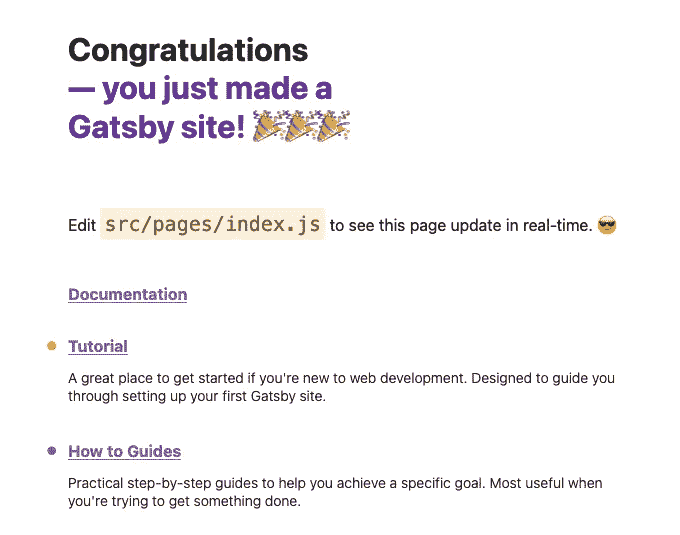 Congratulations
— you just made a
Gatsby site! 🎉🎉🎉
Edit src/pages/index.js to see this page update in real-time. 😎
Documentation
Tutorial
A great place to get started if you're new to web development. Designed to guide you
through setting up your first Gatsby site.
How to Guides
Practical step-by-step guides to help you achieve a specific goal. Most useful when
you're trying to get something done.